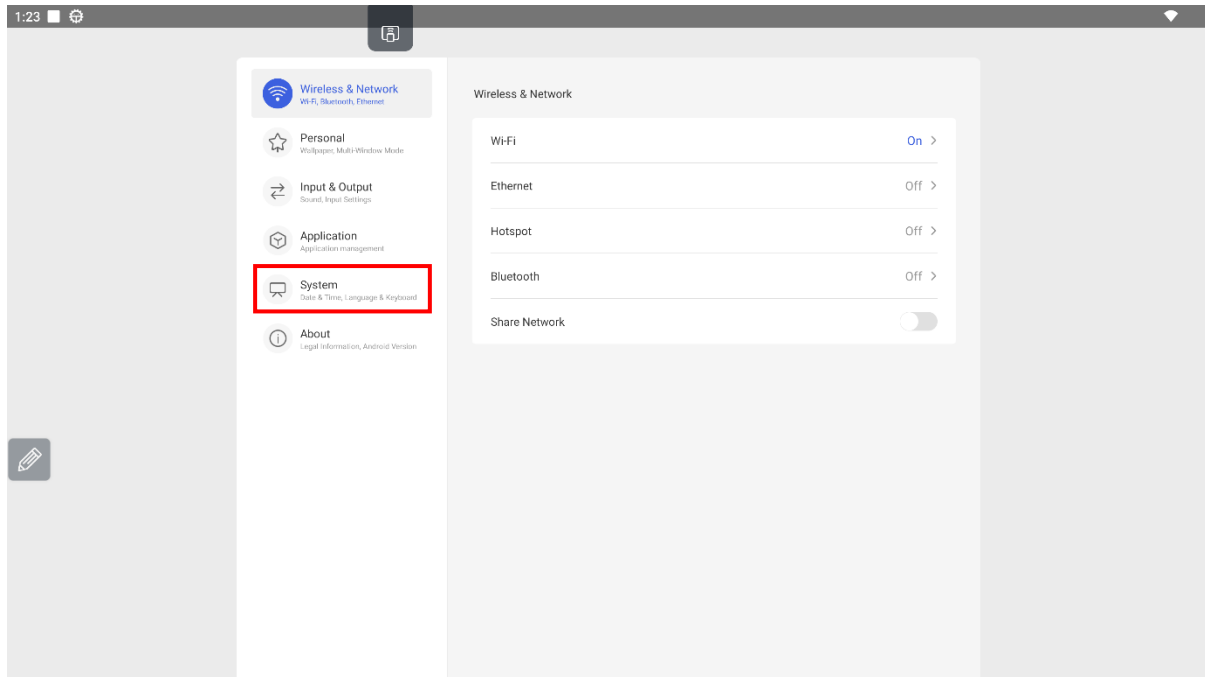 1:23
Wireless & Network
Wi-Fi, Bluetooth, Ethernet
Personal
Wallpaper, Multi-Window Mode
Input & Output
Sound, Input Settings
Application
Application management
System
Date & Time, Language & Keyboard
About
Legal Information, Android Version
Wireless & Network
Wi-Fi On
Ethernet Off
Hotspot Off
Bluetooth Off
Share Network